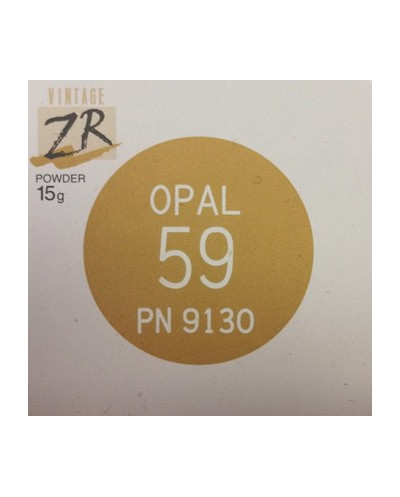 VINTAGE
ZR
POWDER
15g
OPAL
59
PN 9130